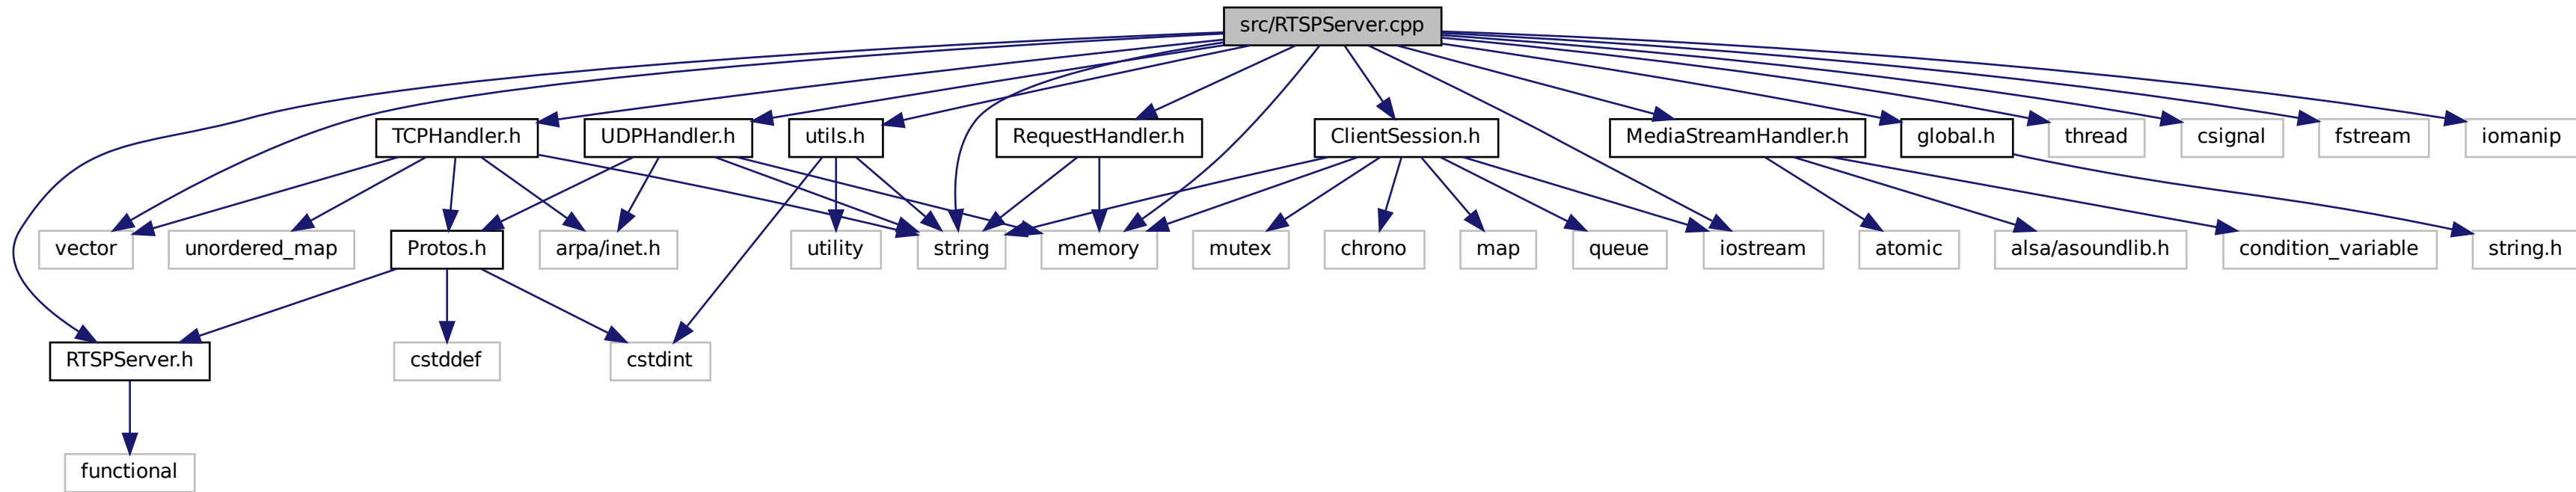 src/RTSPServer.cpp
TCPHandler.h
UDPHandler.h
utils.h
RequestHandler.h
ClientSession.h
MediaStreamHandler.h
global.h
thread
csignal
fstream
iomanip
vector
unordered_map
Protos.h
arpa/inet.h
utility
string
memory
mutex
chrono
map
queue
iostream
atomic
alsa/asoundlib.h
condition_variable
string.h
RTSPServer.h
cstddef
cstdint
functional